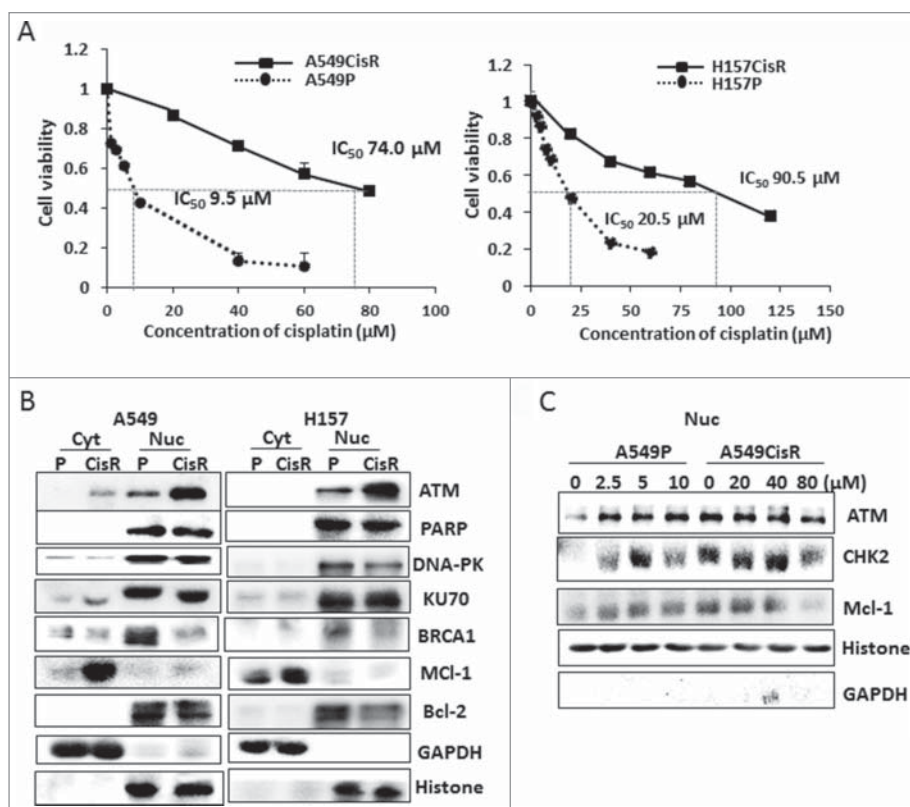 A
1.2
1
0.8
0.6
0.4
0.2
0
Cell viability
A549CisR
A549P
IC50 74.0 μM
IC50 9.5 μM
0 20 40 60 80 100
Concentration of cisplatin (μM)
1.2
1
0.8
0.6
0.4
0.2
0
Cell viability
H157CisR
H157P
IC50 90.5 μM
IC50 20.5 μM
0 25 50 75 100 125 150
Concentration of cisplatin (μM)
B
A549 H157
Cyt Nuc Cyt Nuc
P CisR P CisR P CisR P CisR
ATM
PARP
DNA-PK
KU70
BRCA1
MCl-1
Bcl-2
GAPDH
Histone
C
Nuc
A549P A549CisR
0 2.5 5 10 0 20 40 80 (μM)
ATM
CHK2
Mcl-1
Histone
GAPDH